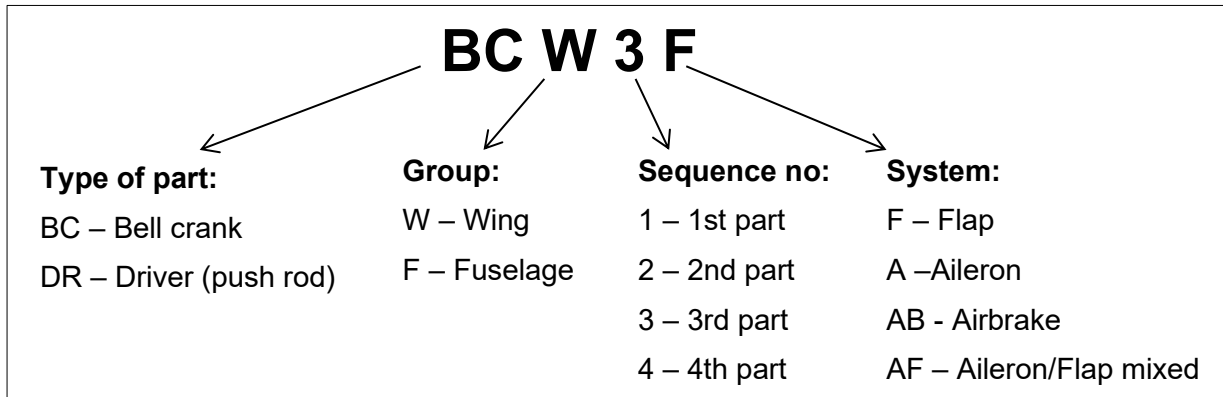 BC W 3 F
Type of part:
BC – Bell crank
DR – Driver (push rod)
Group:
W – Wing
F – Fuselage
Sequence no:
1 – 1st part
2 – 2nd part
3 – 3rd part
4 – 4th part
System:
F – Flap
A –Aileron
AB - Airbrake
AF – Aileron/Flap mixed